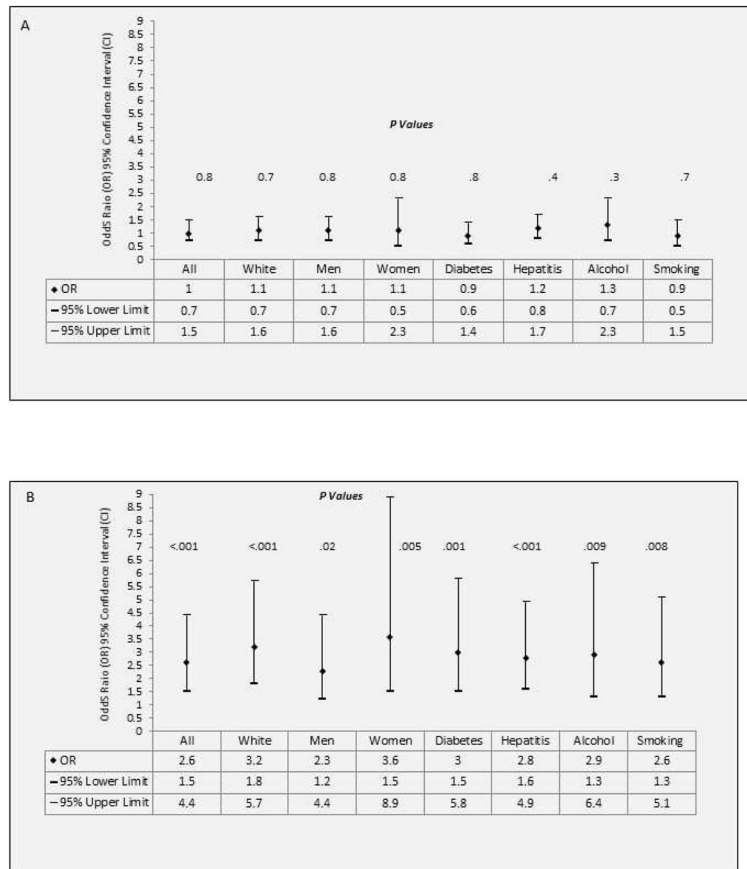 A
OddS Raio (OR) 95% Confidence Interval (CI)
9
8.5
8
7.5
7
6.5
6
5.5
5
4.5
4
3.5
3
2.5
2
1.5
1
0.5
0
P Values
0.8 0.7 0.8 0.8 .8 .4 .3 .7
All White Men Women Diabetes Hepatitis Alcohol Smoking
OR 1 1.1 1.1 1.1 0.9 1.2 1.3 0.9
95% Lower Limit 0.7 0.7 0.7 0.5 0.6 0.8 0.7 0.5
95% Upper Limit 1.5 1.6 1.6 2.3 1.4 1.7 2.3 1.5
B
OddS Raio (OR) 95% Confidence Interval (CI)
9
8.5
8
7.5
7
6.5
6
5.5
5
4.5
4
3.5
3
2.5
2
1.5
1
0.5
0
P Values
<.001 <.001 .02 .005 .001 <.001 .009 .008
All White Men Women Diabetes Hepatitis Alcohol Smoking
OR 2.6 3.2 2.3 3.6 3 2.8 2.9 2.6
95% Lower Limit 1.5 1.8 1.2 1.5 1.5 1.6 1.3 1.3
95% Upper Limit 4.4 5.7 4.4 8.9 5.8 4.9 6.4 5.1